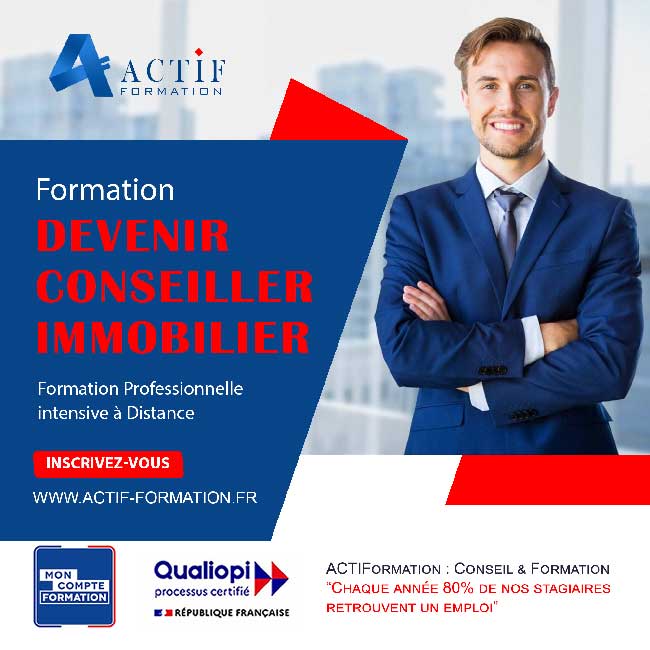 ACTIF
FORMATION
Formation
DEVENIR
CONSEILLER
IMMOBILIER
Formation Professionnelle
intensive à Distance
INSCRIVEZ-VOUS
WWW.ACTIF-FORMATION.FR
MON
COMPTE
FORMATION
Qualiopi
processus certifié
RÉPUBLIQUE FRANÇAISE
ACTIFormation : Conseil & Formation
“Chaque année 80% de nos stagiaires
retrouvent un emploi”